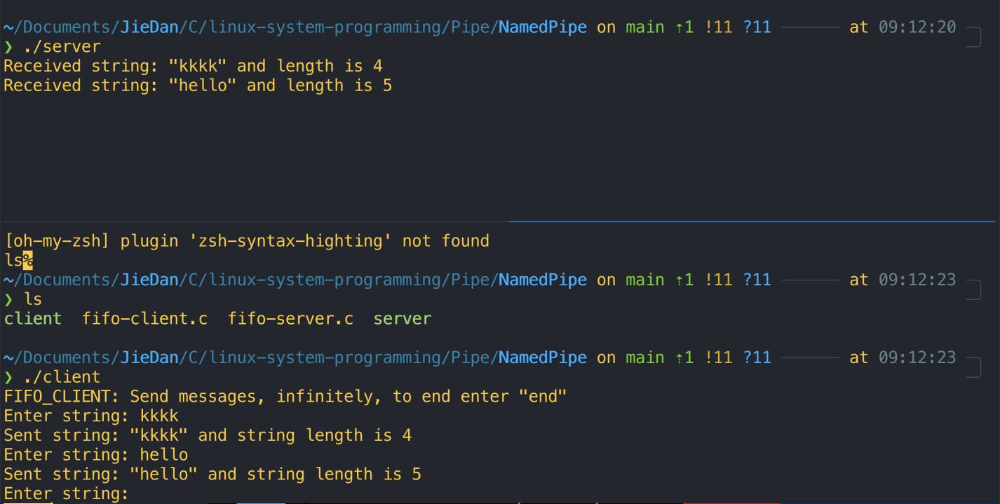 ~/Documents/JieDan/C/linux-system-programming/Pipe/NamedPipe on main ⇡1 !11 ?11 at 09:12:20
❯ ./server
Received string: "kkkk" and length is 4
Received string: "hello" and length is 5
[oh-my-zsh] plugin 'zsh-syntax-highting' not found
ls%
~/Documents/JieDan/C/linux-system-programming/Pipe/NamedPipe on main ⇡1 !11 ?11 at 09:12:23
❯ ls
client fifo-client.c fifo-server.c server
~/Documents/JieDan/C/linux-system-programming/Pipe/NamedPipe on main ⇡1 !11 ?11 at 09:12:23
❯ ./client
FIFO_CLIENT: Send messages, infinitely, to end enter "end"
Enter string: kkkk
Sent string: "kkkk" and string length is 4
Enter string: hello
Sent string: "hello" and string length is 5
Enter string: